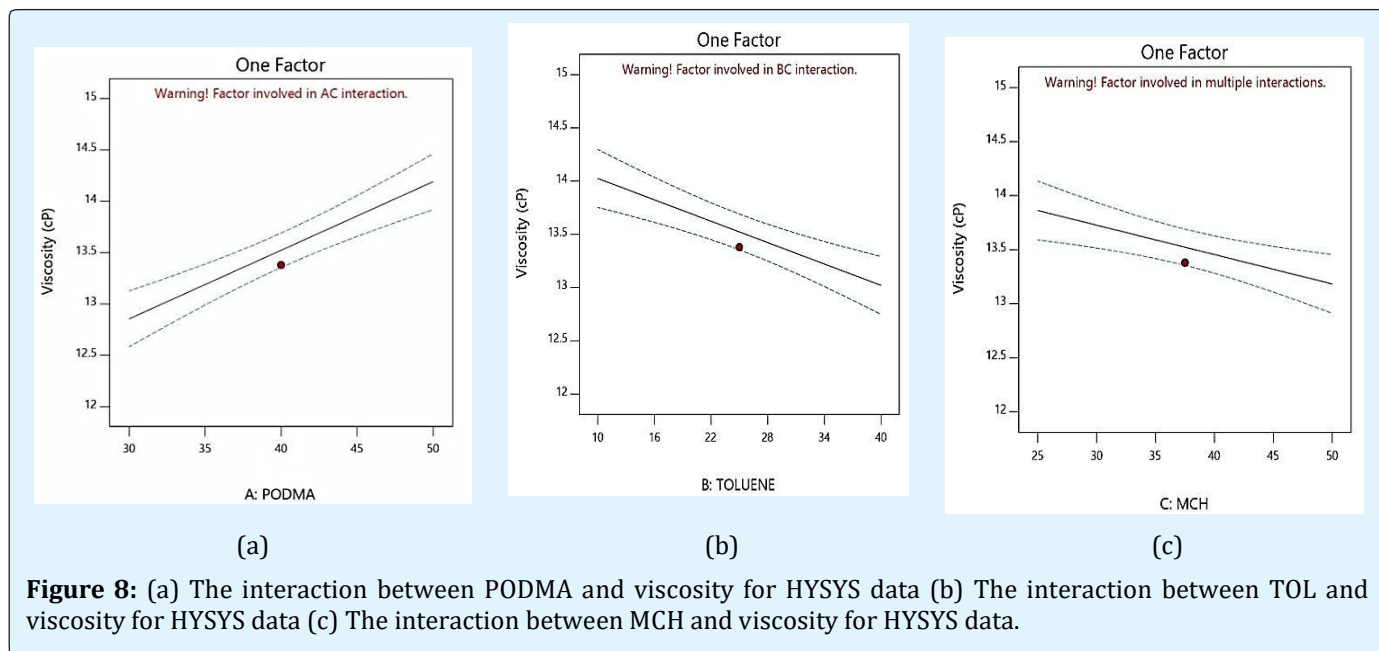 One Factor
Warning! Factor involved in AC interaction.
15
14.5
14
13.5
13
12.5
12
Viscosity (cP)
30
35
40
45
50
A: PODMA
(a)
One Factor
Warning! Factor involved in BC interaction.
15
14.5
14
13.5
13
12.5
12
Viscosity (cP)
10
16
22
28
34
40
B: TOLUENE
(b)
One Factor
Warning! Factor involved in multiple interactions.
15
14.5
14
13.5
13
12.5
12
Viscosity (cP)
25
30
35
40
45
50
C: MCH
(c)
Figure 8: (a) The interaction between PODMA and viscosity for HYSYS data (b) The interaction between TOL and
viscosity for HYSYS data (c) The interaction between MCH and viscosity for HYSYS data.